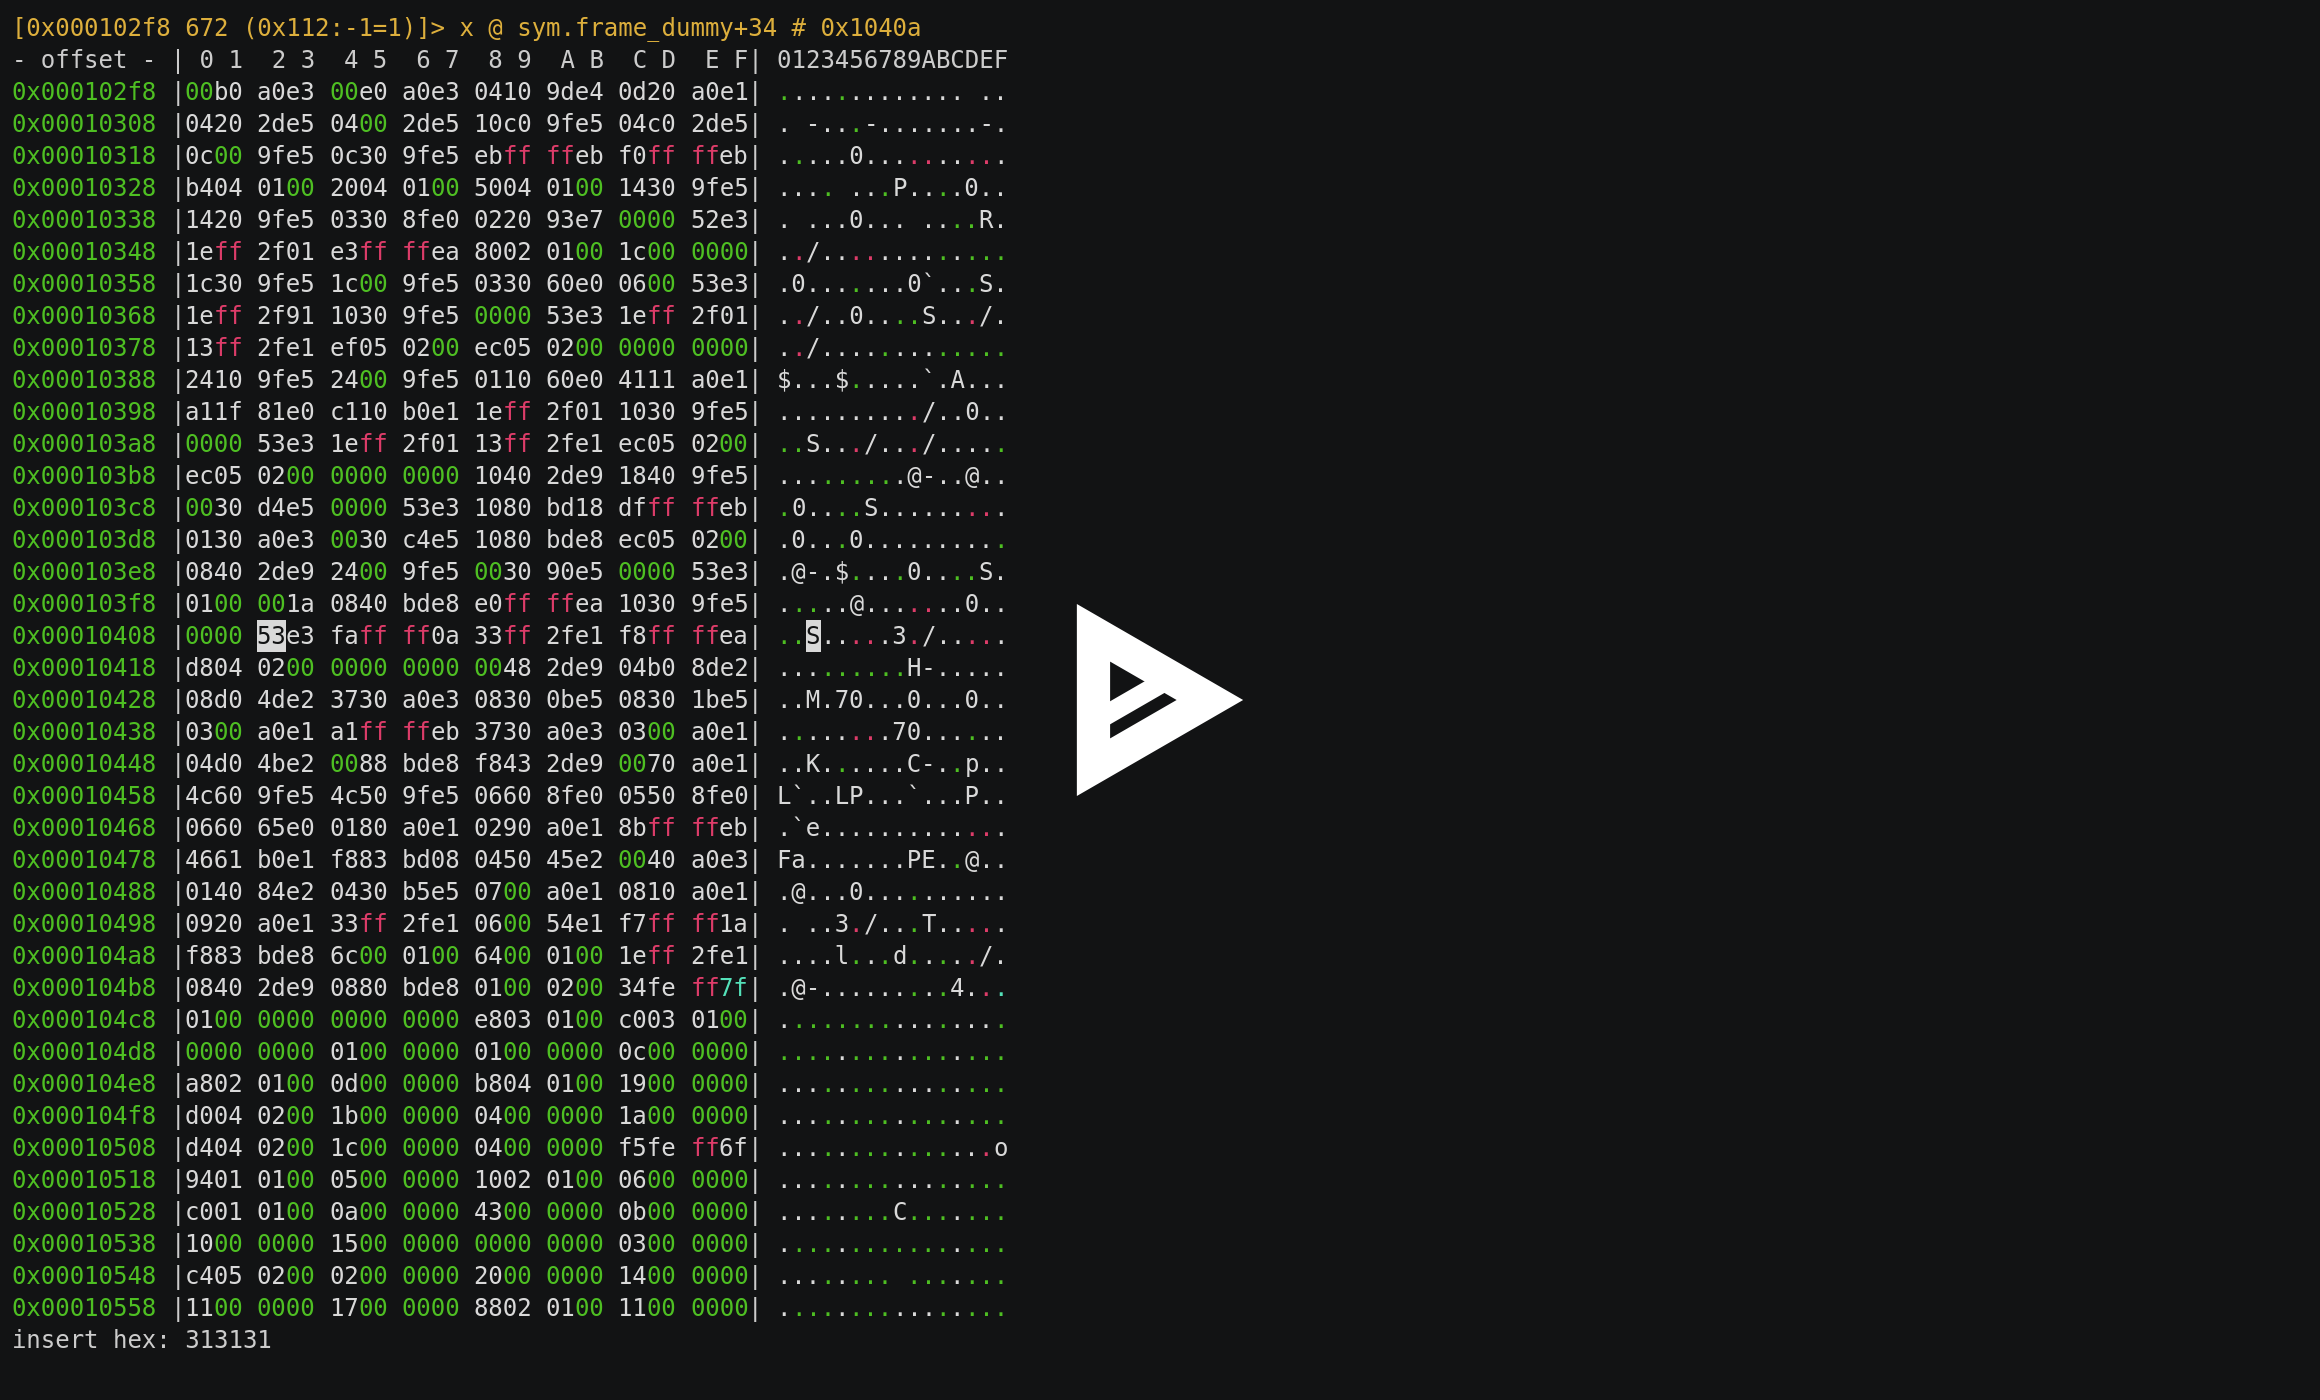 [0x000102f8 672 (0x112:-1=1)]> x @ sym.frame_dummy+34 # 0x1040a
- offset - | 0 1  2 3  4 5  6 7  8 9  A B  C D  E F| 0123456789ABCDEF
0x000102f8 |00b0 a0e3 00e0 a0e3 0410 9de4 0d20 a0e1| ............. ..
0x00010308 |0420 2de5 0400 2de5 10c0 9fe5 04c0 2de5| . -...-.......-.
0x00010318 |0c00 9fe5 0c30 9fe5 ebff ffeb f0ff ffeb| .....0..........
0x00010328 |b404 0100 2004 0100 5004 0100 1430 9fe5| .... ...P....0..
0x00010338 |1420 9fe5 0330 8fe0 0220 93e7 0000 52e3| . ...0... ....R.
0x00010348 |1eff 2f01 e3ff ffea 8002 0100 1c00 0000| ../.............
0x00010358 |1c30 9fe5 1c00 9fe5 0330 60e0 0600 53e3| .0.......0`...S.
0x00010368 |1eff 2f91 1030 9fe5 0000 53e3 1eff 2f01| ../..0....S.../.
0x00010378 |13ff 2fe1 ef05 0200 ec05 0200 0000 0000| ../.............
0x00010388 |2410 9fe5 2400 9fe5 0110 60e0 4111 a0e1| $...$.....`.A...
0x00010398 |a11f 81e0 c110 b0e1 1eff 2f01 1030 9fe5| ........../..0..
0x000103a8 |0000 53e3 1eff 2f01 13ff 2fe1 ec05 0200| ..S.../.../.....
0x000103b8 |ec05 0200 0000 0000 1040 2de9 1840 9fe5| .........@-..@..
0x000103c8 |0030 d4e5 0000 53e3 1080 bd18 dfff ffeb| .0....S.........
0x000103d8 |0130 a0e3 0030 c4e5 1080 bde8 ec05 0200| .0...0..........
0x000103e8 |0840 2de9 2400 9fe5 0030 90e5 0000 53e3| .@-.$....0....S.
0x000103f8 |0100 001a 0840 bde8 e0ff ffea 1030 9fe5| .....@.......0..
0x00010408 |0000 53e3 faff ff0a 33ff 2fe1 f8ff ffea| ..S.....3./.....
0x00010418 |d804 0200 0000 0000 0048 2de9 04b0 8de2| .........H-.....
0x00010428 |08d0 4de2 3730 a0e3 0830 0be5 0830 1be5| ..M.70...0...0..
0x00010438 |0300 a0e1 a1ff ffeb 3730 a0e3 0300 a0e1| ........70......
0x00010448 |04d0 4be2 0088 bde8 f843 2de9 0070 a0e1| ..K......C-..p..
0x00010458 |4c60 9fe5 4c50 9fe5 0660 8fe0 0550 8fe0| L`..LP...`...P..
0x00010468 |0660 65e0 0180 a0e1 0290 a0e1 8bff ffeb| .`e.............
0x00010478 |4661 b0e1 f883 bd08 0450 45e2 0040 a0e3| Fa.......PE..@..
0x00010488 |0140 84e2 0430 b5e5 0700 a0e1 0810 a0e1| .@...0..........
0x00010498 |0920 a0e1 33ff 2fe1 0600 54e1 f7ff ff1a| . ..3./...T.....
0x000104a8 |f883 bde8 6c00 0100 6400 0100 1eff 2fe1| ....l...d...../.
0x000104b8 |0840 2de9 0880 bde8 0100 0200 34fe ff7f| .@-.........4...
0x000104c8 |0100 0000 0000 0000 e803 0100 c003 0100| ................
0x000104d8 |0000 0000 0100 0000 0100 0000 0c00 0000| ................
0x000104e8 |a802 0100 0d00 0000 b804 0100 1900 0000| ................
0x000104f8 |d004 0200 1b00 0000 0400 0000 1a00 0000| ................
0x00010508 |d404 0200 1c00 0000 0400 0000 f5fe ff6f| ...............o
0x00010518 |9401 0100 0500 0000 1002 0100 0600 0000| ................
0x00010528 |c001 0100 0a00 0000 4300 0000 0b00 0000| ........C.......
0x00010538 |1000 0000 1500 0000 0000 0000 0300 0000| ................
0x00010548 |c405 0200 0200 0000 2000 0000 1400 0000| ........ .......
0x00010558 |1100 0000 1700 0000 8802 0100 1100 0000| ................
insert hex: 313131